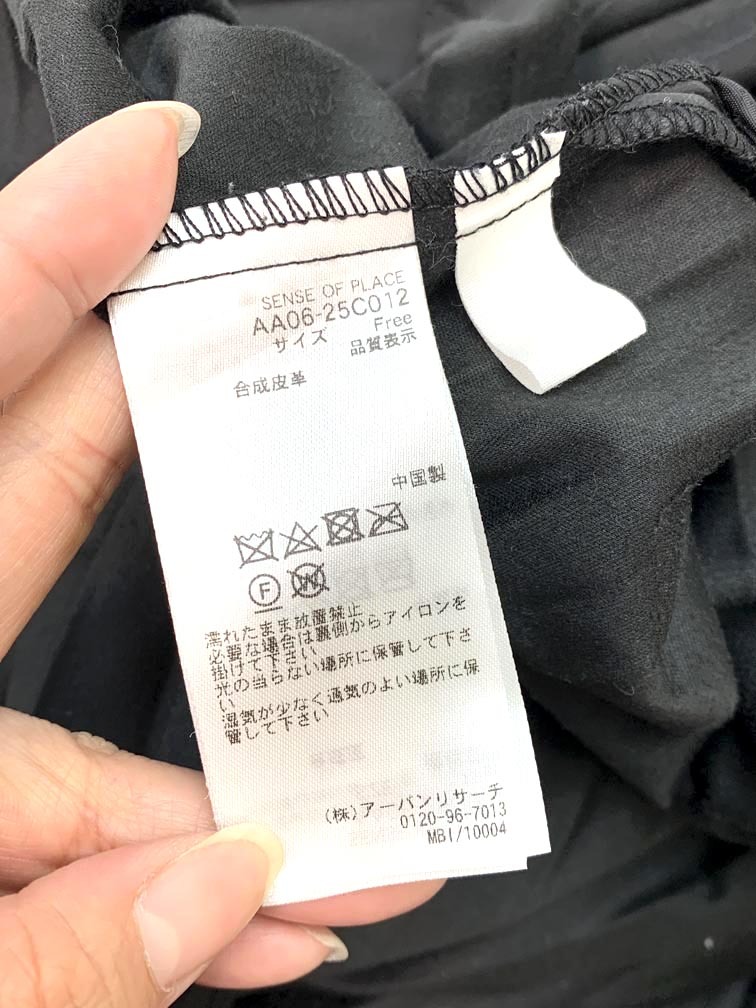 SENSE OF PLACE
AA06-25C012
サイズ Free
品質表示
合成皮革
中国製
F W
濡れたまま放置禁止
必要な場合は裏側からアイロンを
掛けて下さい
光の当らない場所に保管して下さ
い
湿気が少なく通気のよい場所に保
管して下さい
(株)アーバンリサーチ
0120-96-7013
MBI/10004